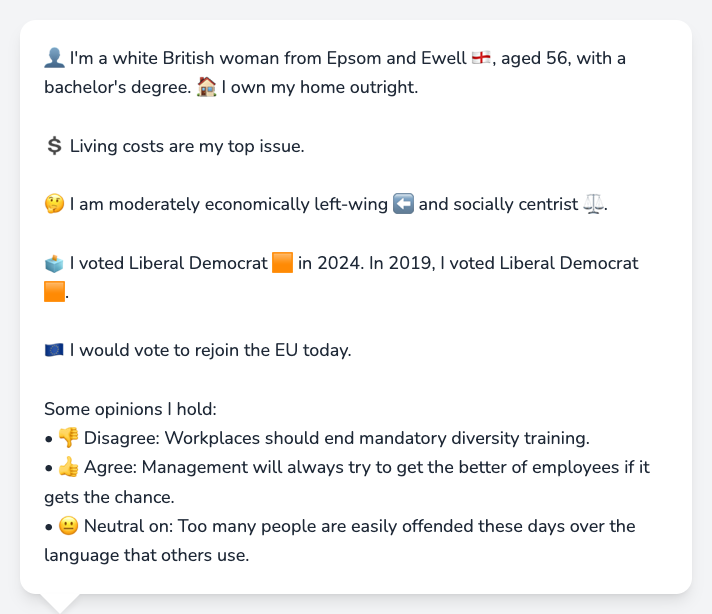 👤 I'm a white British woman from Epsom and Ewell 🏴󠁧󠁢󠁥󠁮󠁧󠁿, aged 56, with a
bachelor's degree. 🏠 I own my home outright.
💲 Living costs are my top issue.
🤔 I am moderately economically left-wing ⬅️ and socially centrist ⚖️.
🗳️ I voted Liberal Democrat 🟧 in 2024. In 2019, I voted Liberal Democrat
🟧.
🇪🇺 I would vote to rejoin the EU today.
Some opinions I hold:
• 👎 Disagree: Workplaces should end mandatory diversity training.
• 👍 Agree: Management will always try to get the better of employees if it
gets the chance.
• 😐 Neutral on: Too many people are easily offended these days over the
language that others use.